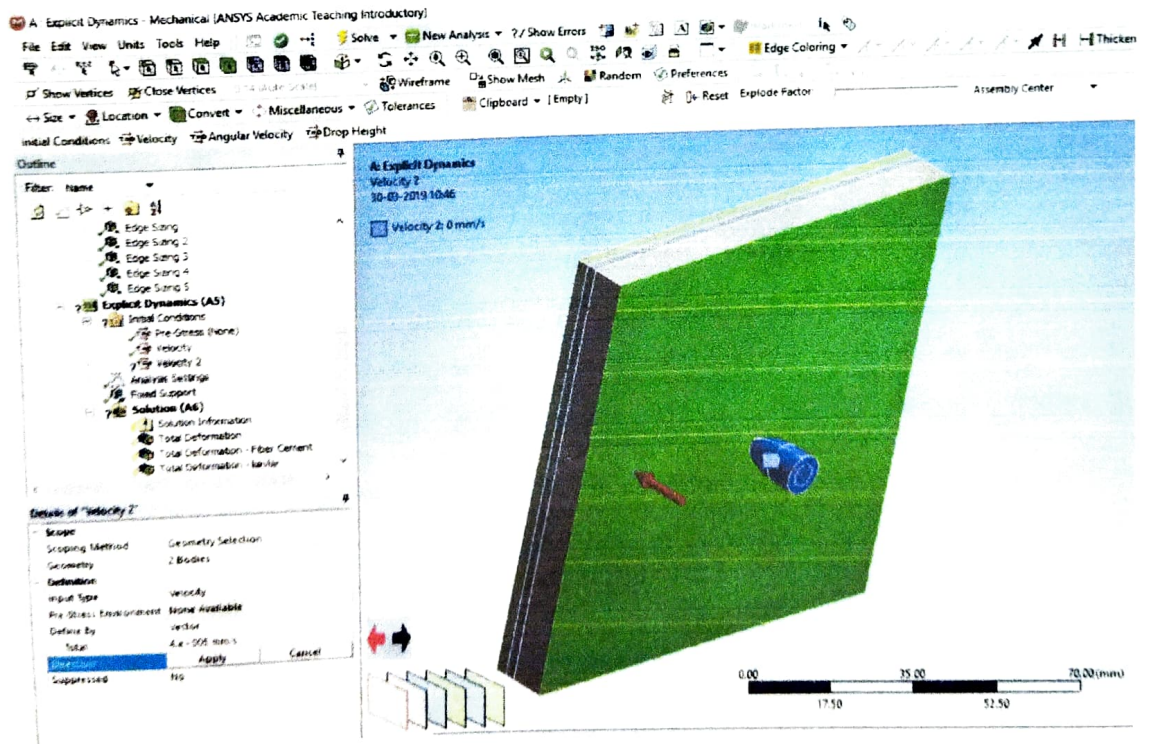 A: Explicit Dynamics - Mechanical [ANSYS Academic Teaching Introductory]
File Edit View Units Tools Help Solve New Analysis ?/ Show Errors
Edge Coloring Thicken
Show Vertices Close Vertices Wireframe Show Mesh Random Preferences
Size Location Convert Miscellaneous Tolerances Clipboard [Empty] Reset Explode Factor Assembly Center
Initial Conditions Velocity Angular Velocity Drop Height
Outline
Filter: Name
Edge Sizing
Edge Sizing 2
Edge Sizing 3
Edge Sizing 4
Edge Sizing 5
Explicit Dynamics (A5)
Initial Conditions
Pre-Stress (None)
Velocity
Velocity 2
Analysis Settings
Fixed Support
Solution (A6)
Solution Information
Total Deformation
Total Deformation - Fiber Cement
Total Deformation - kevlar
Details of "Velocity 2"
Scope
Scoping Method Geometry Selection
Geometry 2 Bodies
Definition
Input Type Velocity
Pre-Stress Environment None Available
Define By Vector
Total
Direction Apply Cancel
Suppressed No
A: Explicit Dynamics
Velocity 2
30-03-2019 10:46
Velocity 2: 0 mm/s
ISO
0.00 35.00 70.00 (mm)
17.50 52.50